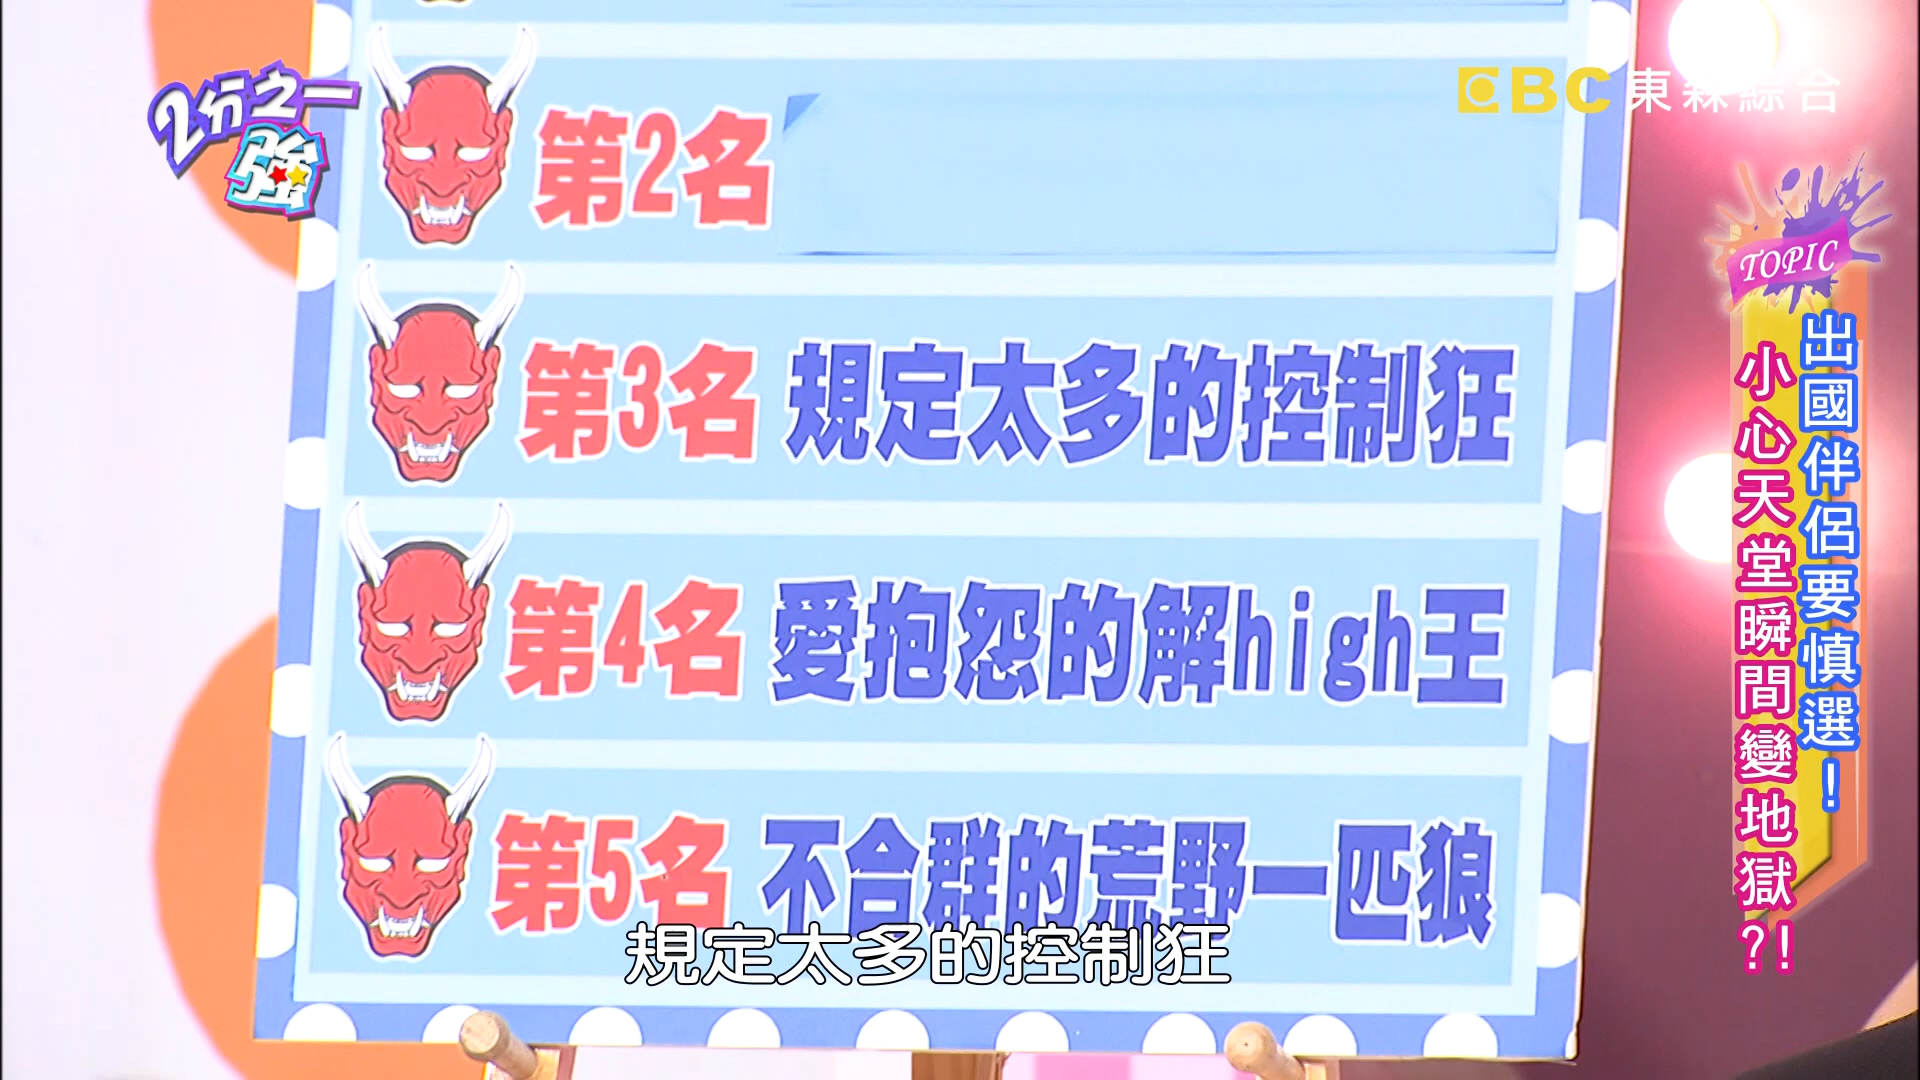 2分之一強
EBC 東森綜合
TOPIC
出國伴侶要慎選！
小心天堂瞬間變地獄?!
第2名
第3名 規定太多的控制狂
第4名 愛抱怨的解high王
第5名 不合群的荒野一匹狼
規定太多的控制狂